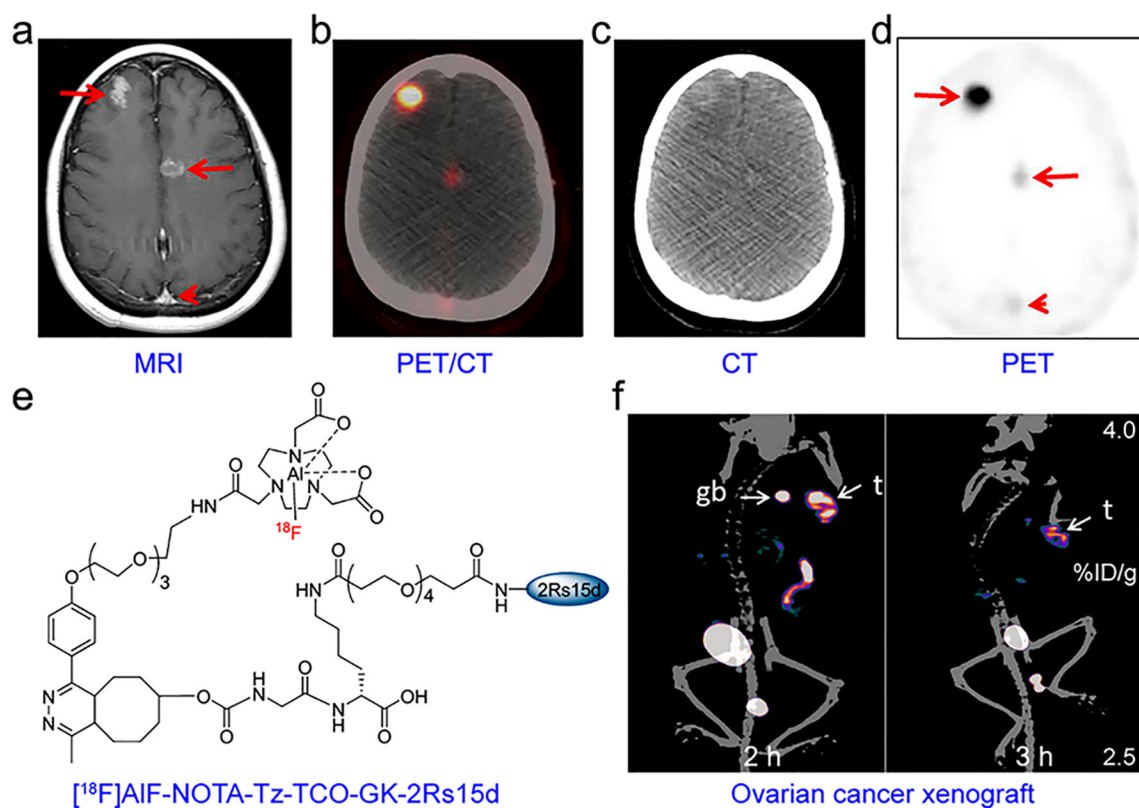 a
b
c
d
MRI
PET/CT
CT
PET
e
f
O
O
O
O
N
Al
N
N
O
HN
18F
O
3
O
O
HN
O
4
O
N
H
2Rs15d
N
N
O
O
H
N
O
N
H
OH
O
[18F]AlF-NOTA-Tz-TCO-GK-2Rs15d
gb
t
2 h
4.0
t
%ID/g
3 h
2.5
Ovarian cancer xenograft